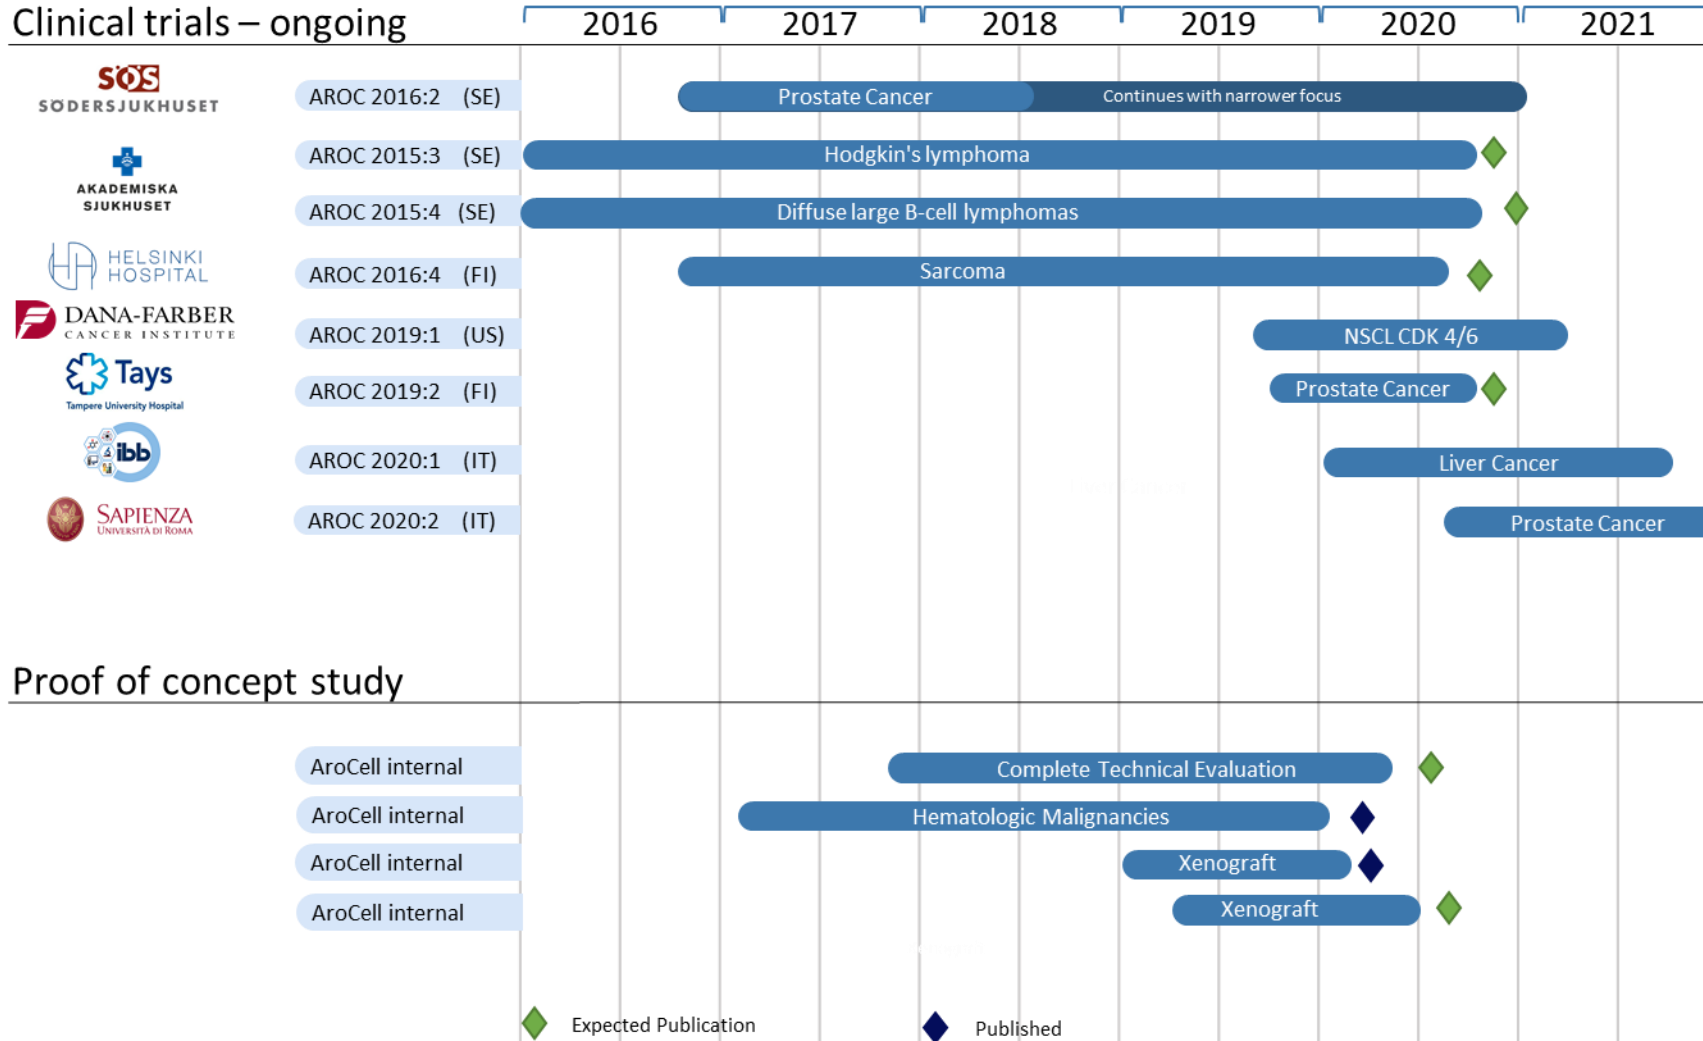 Clinical trials – ongoing 2016 2017 2018 2019 2020 2021
SÖS
SÖDERSJUKHUSET
AROC 2016:2 (SE) Prostate Cancer Continues with narrower focus
AKADEMISKA
SJUKHUSET
AROC 2015:3 (SE) Hodgkin's lymphoma
AROC 2015:4 (SE) Diffuse large B-cell lymphomas
HELSINKI
HOSPITAL
AROC 2016:4 (FI) Sarcoma
DANA-FARBER
CANCER INSTITUTE
AROC 2019:1 (US) NSCL CDK 4/6
Tays
Tampere University Hospital
AROC 2019:2 (FI) Prostate Cancer
ibb
AROC 2020:1 (IT) Liver Cancer
SAPIENZA
UNIVERSITÀ DI ROMA
AROC 2020:2 (IT) Prostate Cancer
Proof of concept study
AroCell internal Complete Technical Evaluation
AroCell internal Hematologic Malignancies
AroCell internal Xenograft
AroCell internal Xenograft
Expected Publication Published